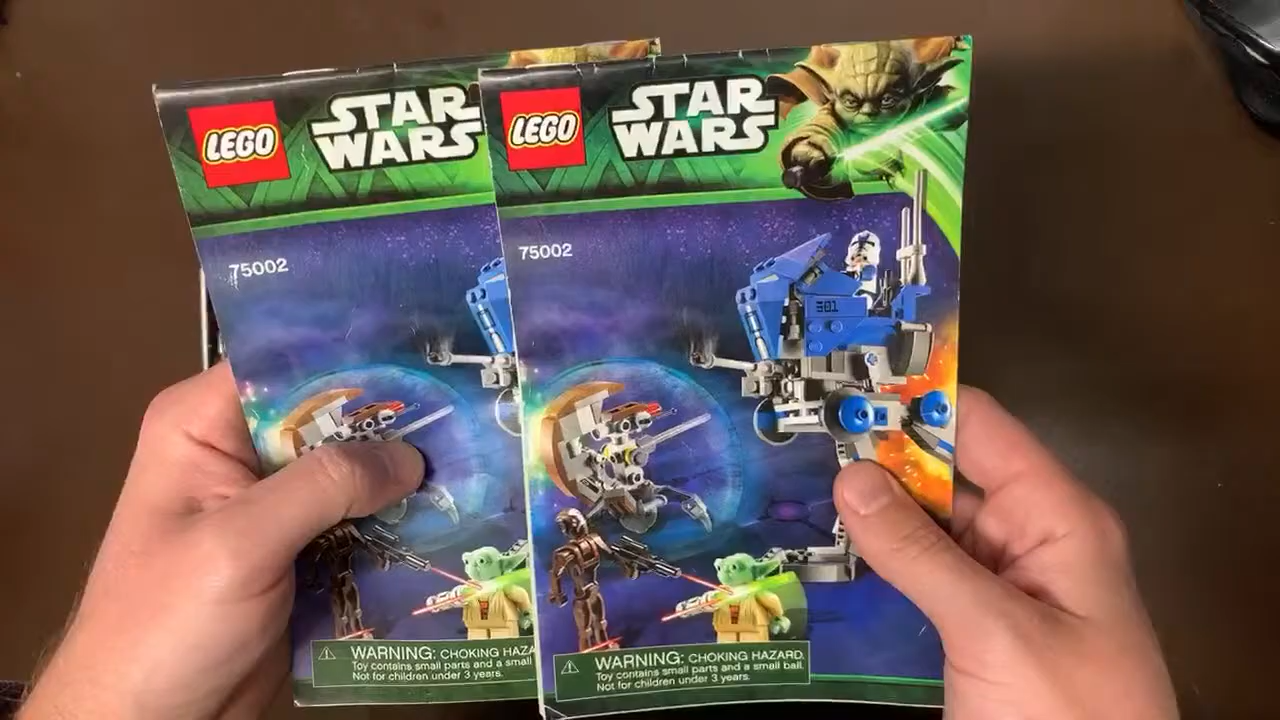 LEGO
STAR
WARS
75002
WARNING: CHOKING HAZA
Toy contains small parts and a small
Not for children under 3 years.
LEGO
STAR
WARS
75002
501
WARNING: CHOKING HAZARD.
Toy contains small parts and a small ball.
Not for children under 3 years.